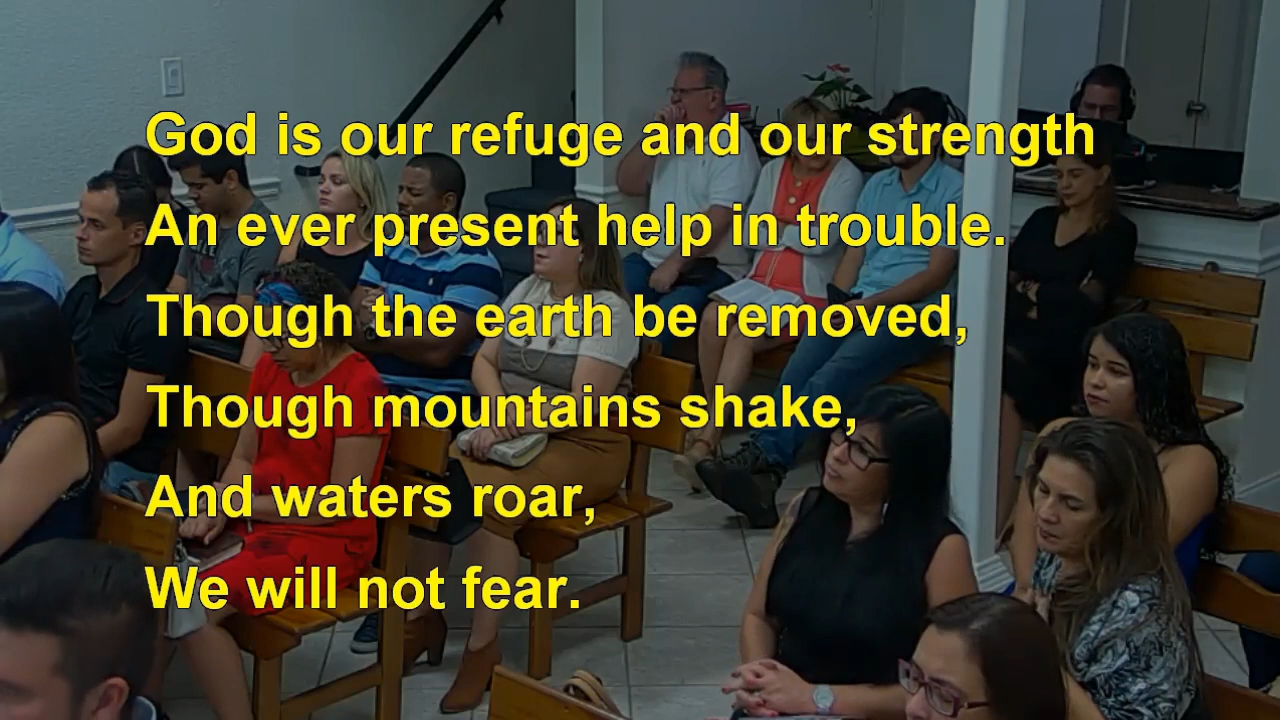 God is our refuge and our strength
An ever present help in trouble.
Though the earth be removed,
Though mountains shake,
And waters roar,
We will not fear.